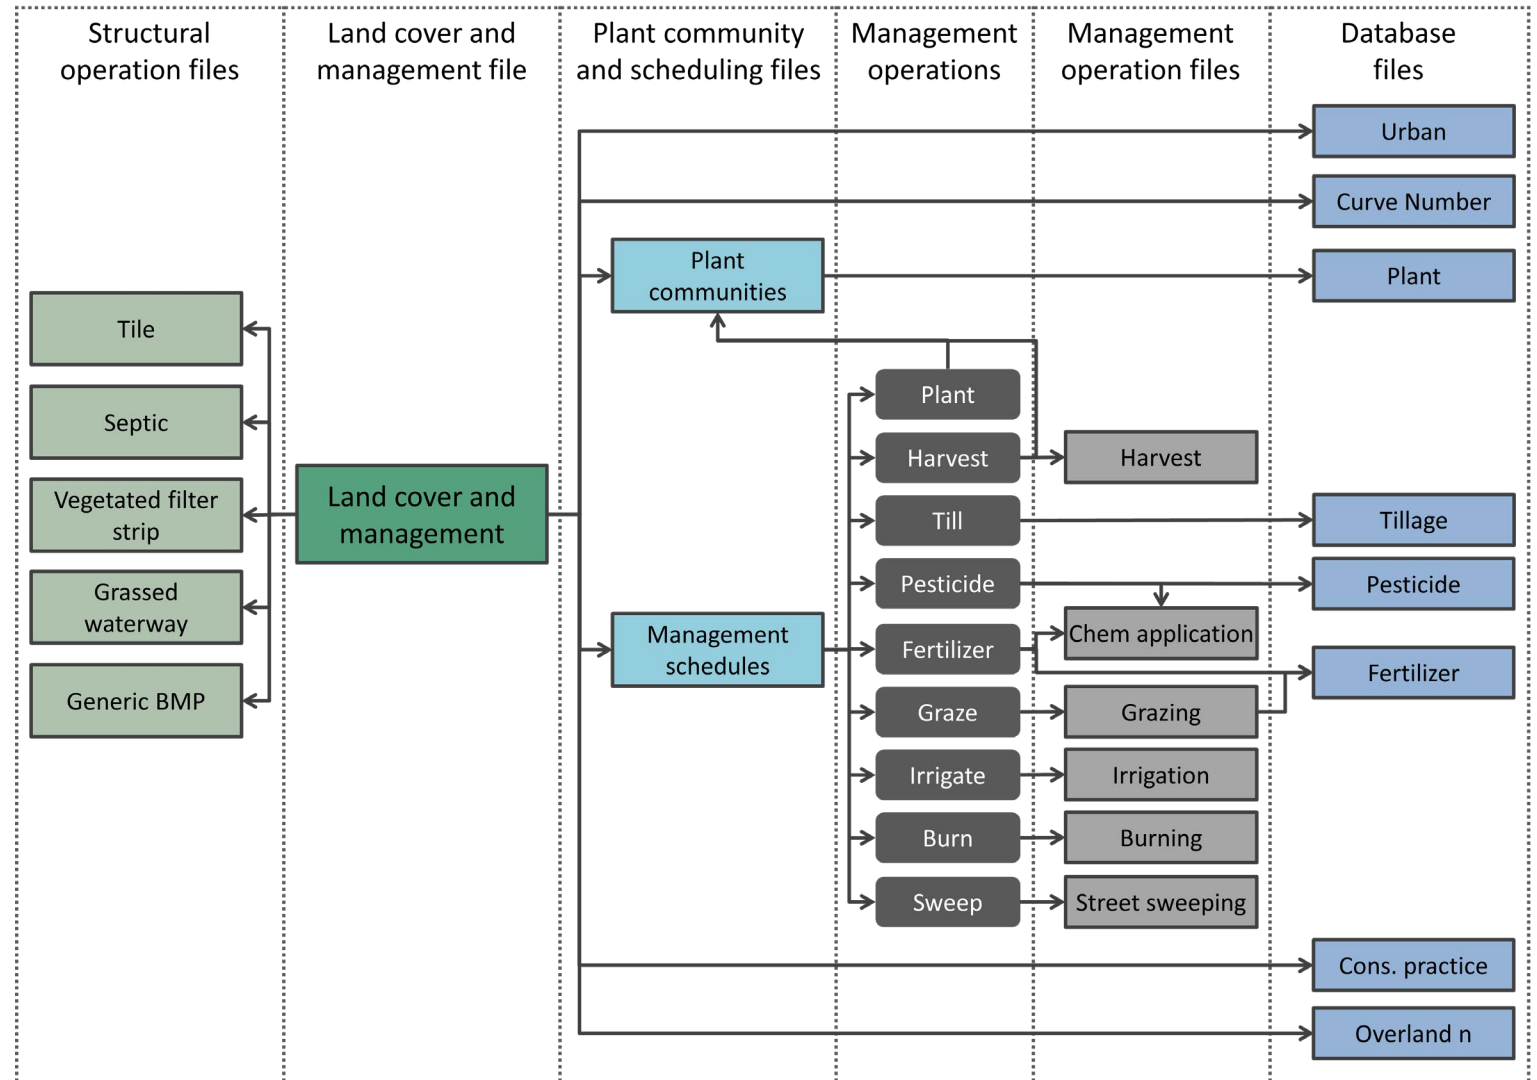 Structural
operation files
Land cover and
management file
Plant community
and scheduling files
Management
operations
Management
operation files
Database
files
Tile
Septic
Vegetated filter
strip
Grassed
waterway
Generic BMP
Land cover and
management
Plant
communities
Management
schedules
Plant
Harvest
Till
Pesticide
Fertilizer
Graze
Irrigate
Burn
Sweep
Harvest
Chem application
Grazing
Irrigation
Burning
Street sweeping
Urban
Curve Number
Plant
Tillage
Pesticide
Fertilizer
Cons. practice
Overland n